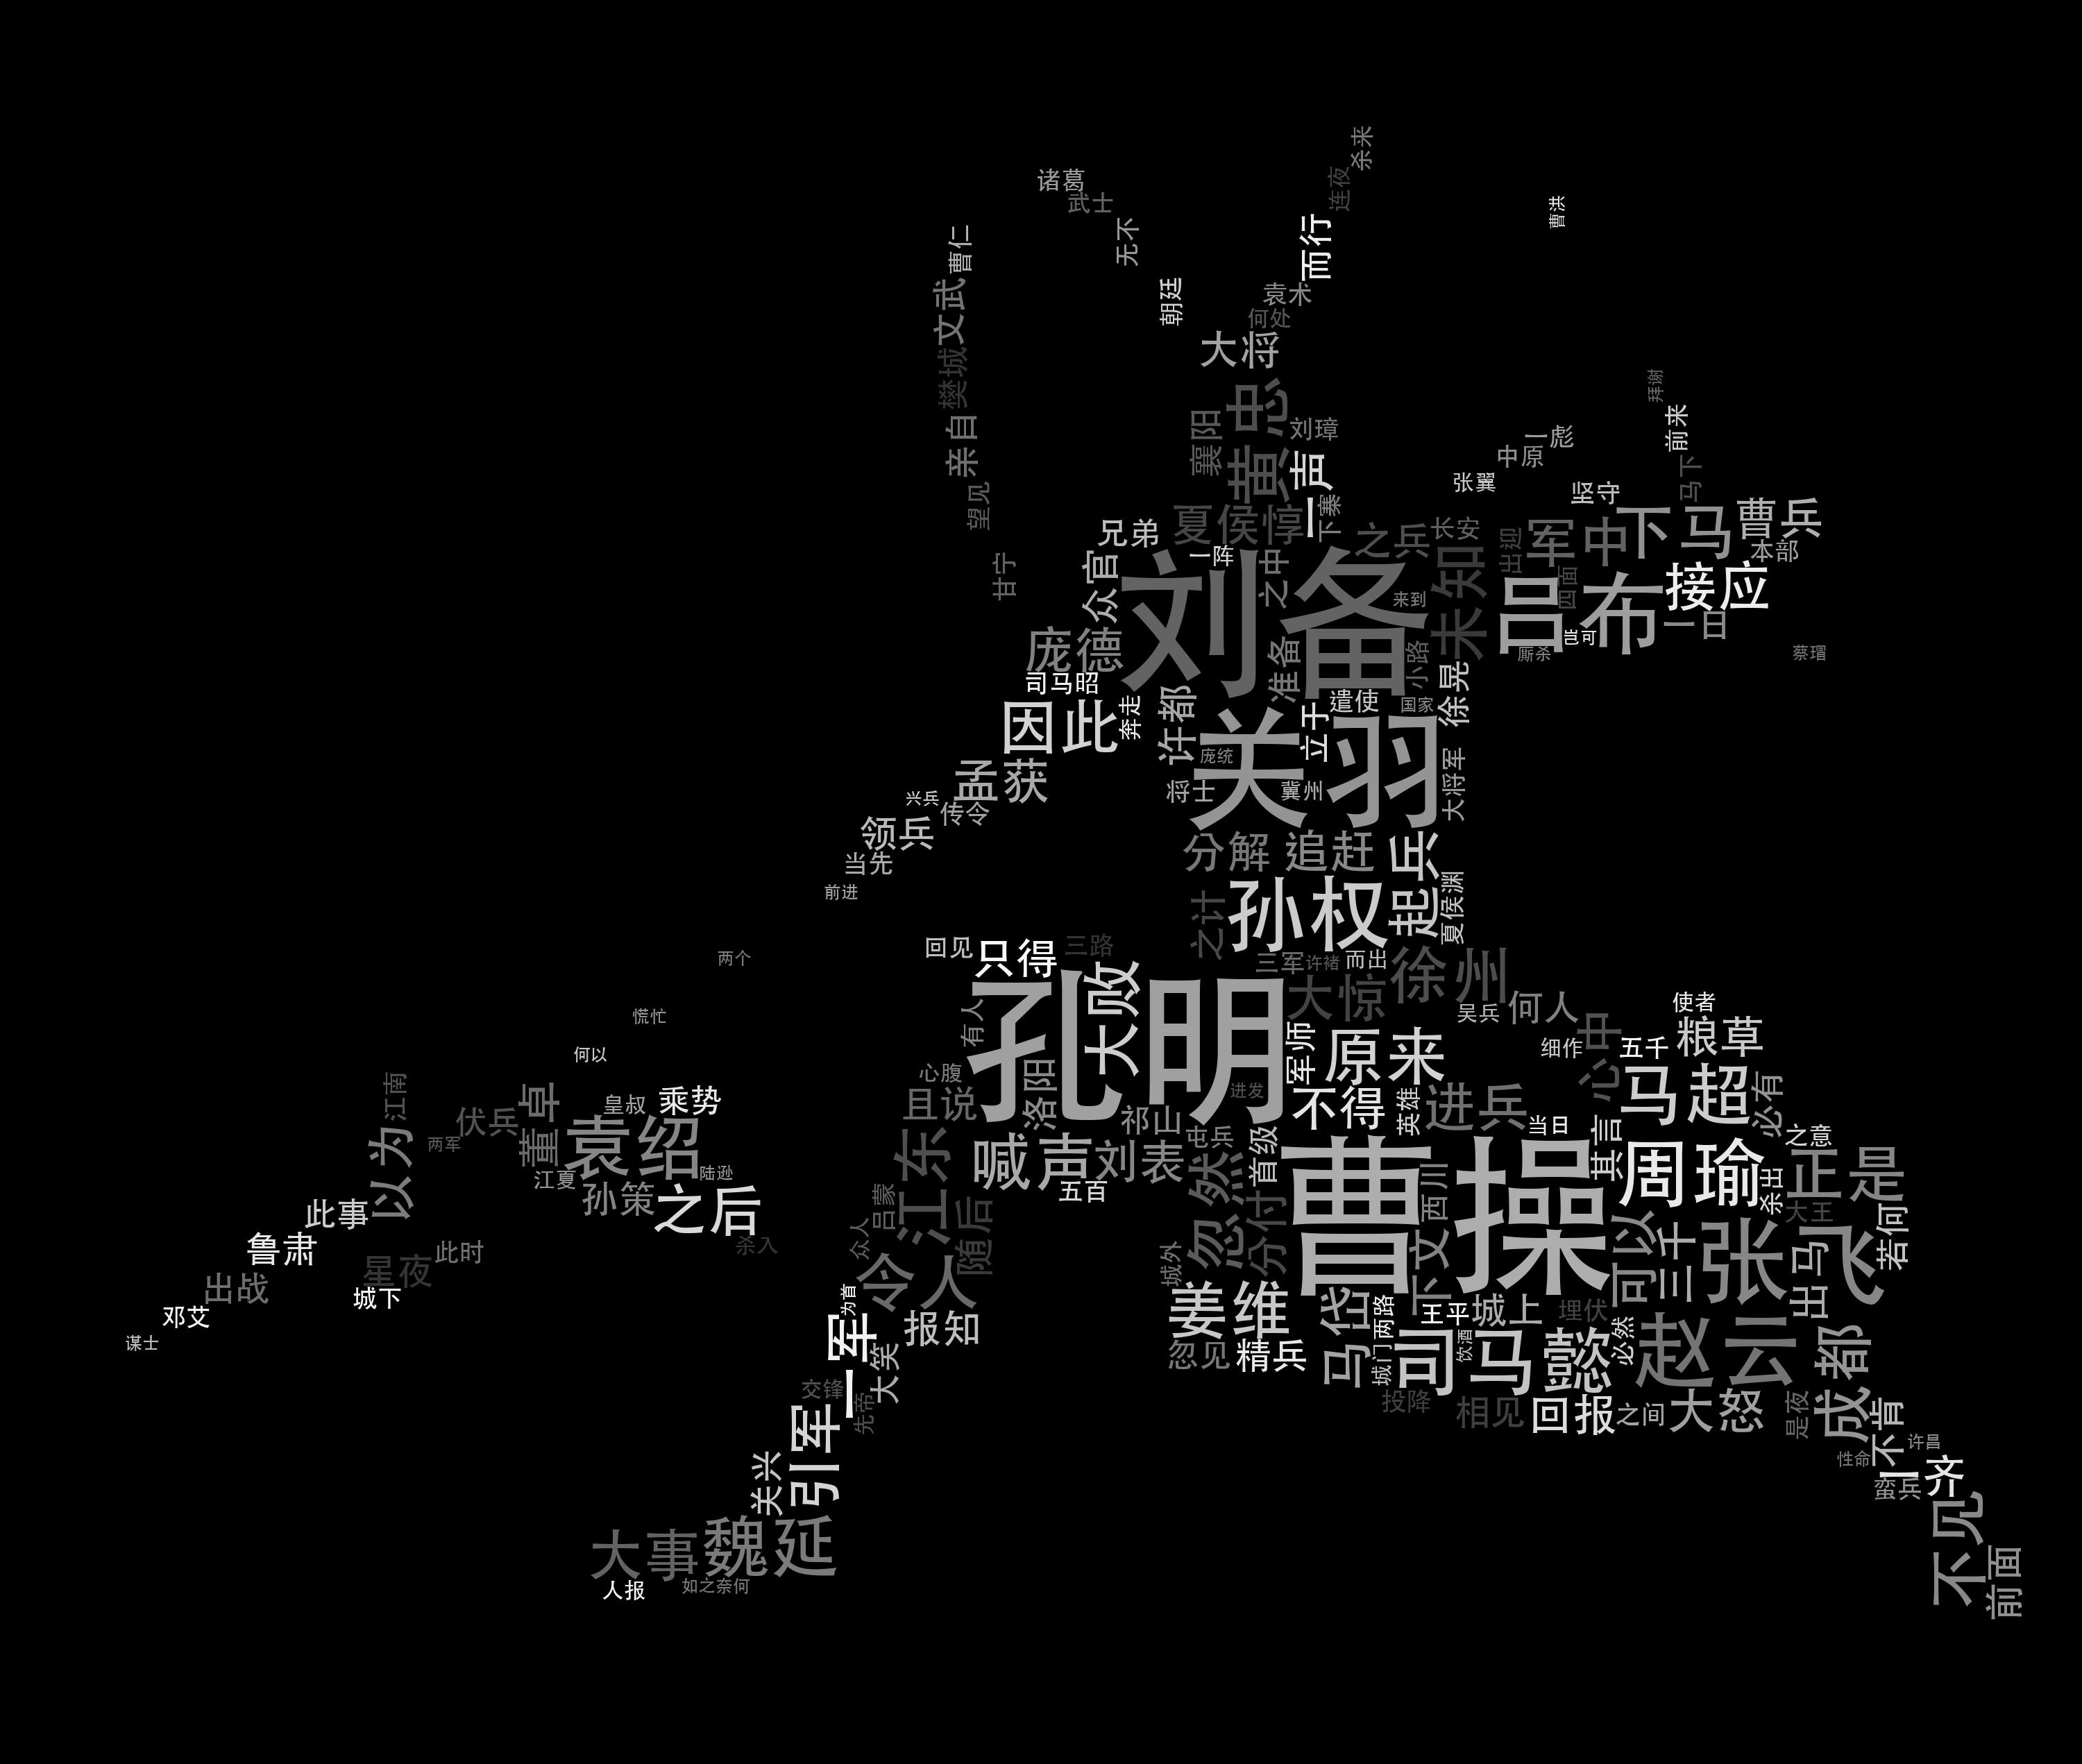 杀来
诸葛
连夜
武士
曹洪
而行
无不
曹仁
朝廷
袁术
文武
何处
大将
樊城
拜谢
忠
黄
前来
亲自
襄阳
刘璋
一彪
中原
一声
马下
张翼
坚守
望见
下寨
夏侯惇
兄弟
之兵
长安
出迎
军中
下马
曹兵
本部
一阵
甘宁
众官
之中
刘备
来到
未知
四面
吕布
接应
一日
岂可
厮杀
蔡瑁
庞德
准备
小路
司马昭
徐晃
因此
奔走
许都
立于
遣使
国家
庞统
关羽
孟获
将士
冀州
大将军
兴兵
传令
领兵
分解
追赶
起兵
当先
前进
之计
孙权
夏侯渊
回见
只得
三路
两个
三军
许褚
而出
徐州
大败
孔明
大惊
吴兵
何人
使者
慌忙
有人
军师
原来
心中
细作
五千
粮草
何以
心腹
洛阳
进发
马超
必有
江南
董卓
皇叔
乘势
且说
不得
英雄
进兵
当日
伏兵
祁山
屯兵
首级
其言
之意
以为
两军
袁绍
江东
喊声
刘表
曹操
周瑜
正是
陆逊
江夏
孙策
五百
忽然
分付
西川
杀出
大王
此事
之后
吕蒙
随后
下文
可以
三千
张飞
若何
鲁肃
此时
杀入
众人
城外
出马
星夜
令人
出战
城下
为首
姜维
马岱
两路
王平
城上
埋伏
邓艾
一军
报知
赵云
谋士
大笑
忽见
精兵
城门
司马懿
饮酒
必然
成都
交锋
先帝
投降
相见
回报
之间
大怒
是夜
不肯
引军
许昌
性命
关兴
一齐
蛮兵
不见
大事
魏延
前面
人报
如之奈何